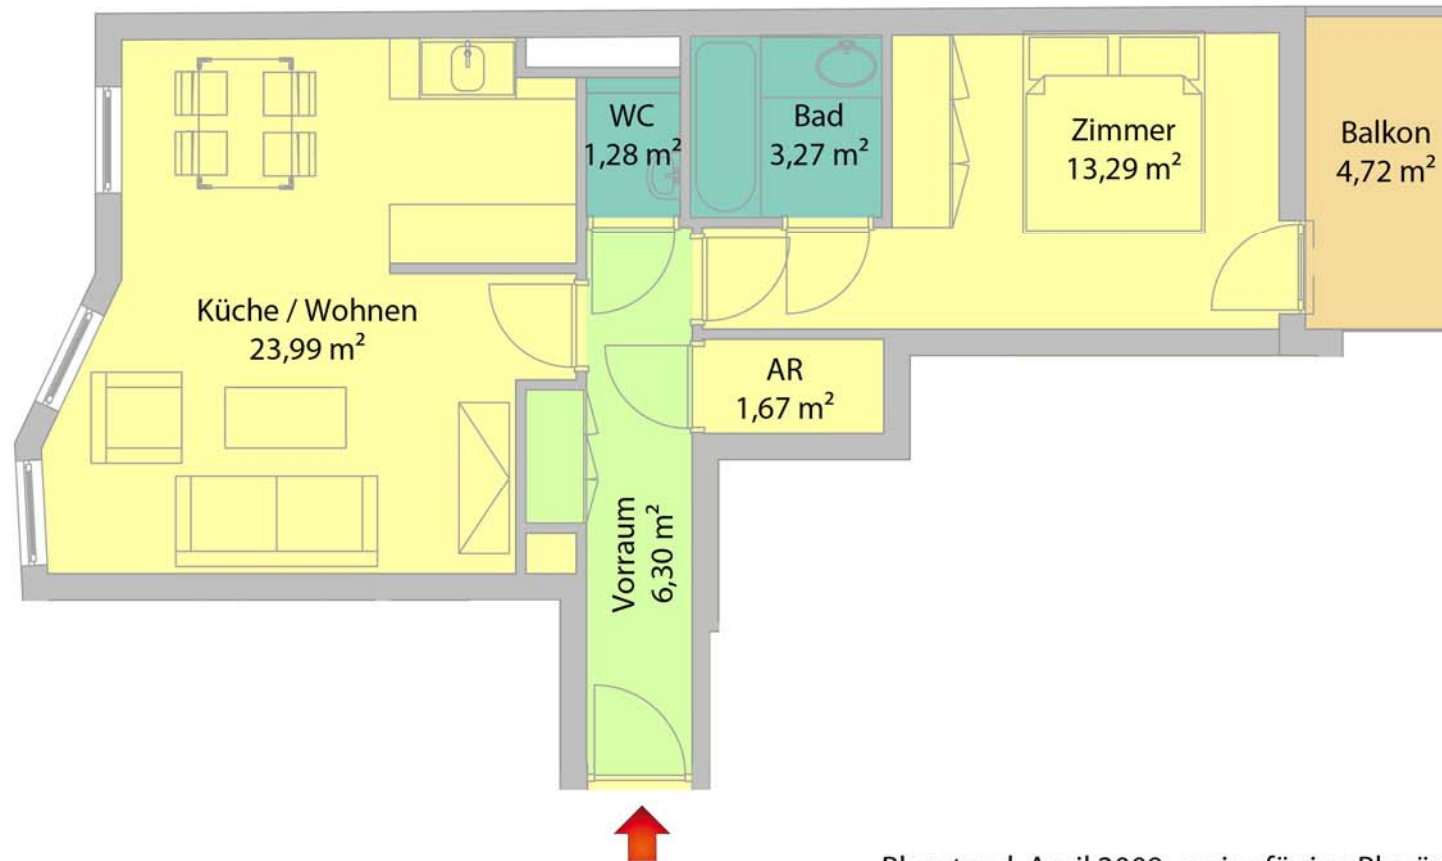 WC
1,28 m²
Bad
3,27 m²
Zimmer
13,29 m²
Balkon
4,72 m²
Küche / Wohnen
23,99 m²
AR
1,67 m²
Vorraum
6,30 m²